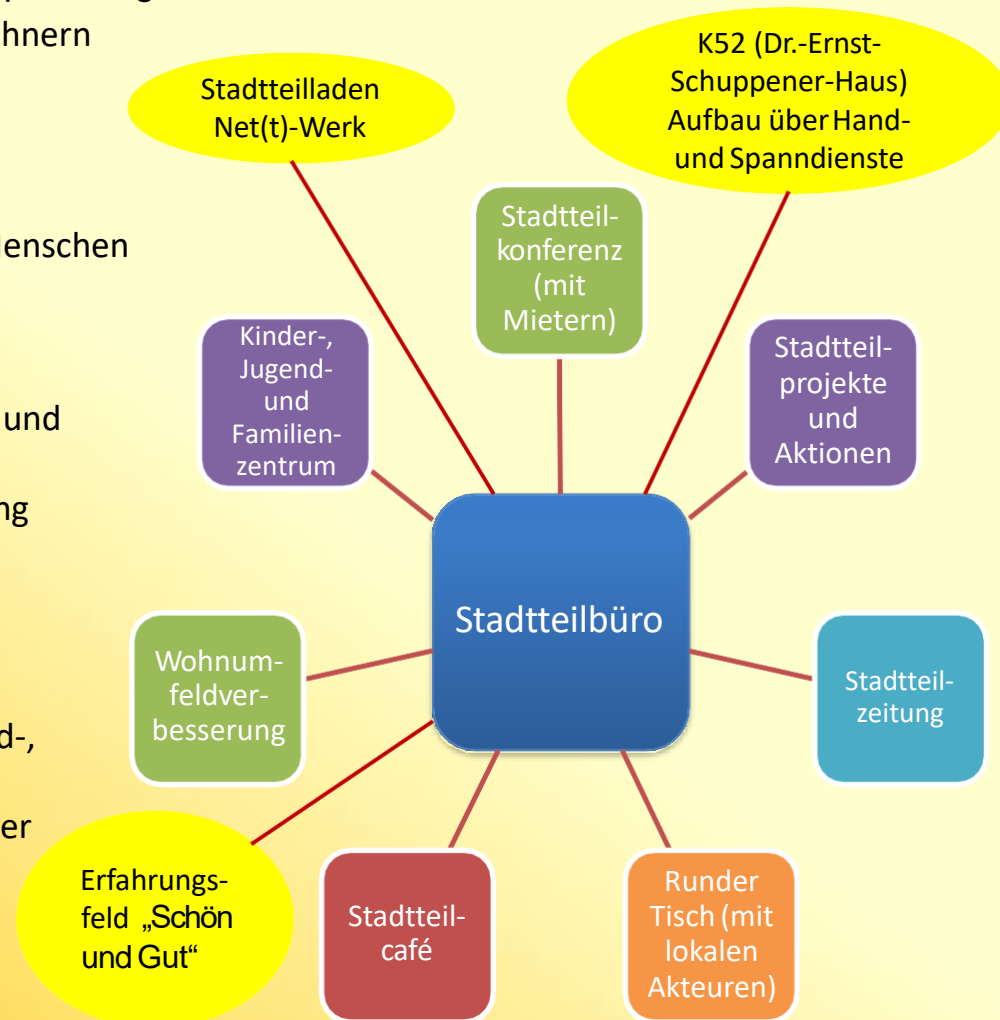 hnern
Menschen
und
ng
d-,
er
Stadtteilladen
Net(t)-Werk
K52 (Dr.-Ernst-
Schuppener-Haus)
Aufbau über Hand-
und Spanndienste
Stadtteil-
konferenz
(mit
Mietern)
Kinder-,
Jugend-
und
Familien-
zentrum
Stadtteil-
projekte
und
Aktionen
Stadtteilbüro
Wohnum-
feldver-
besserung
Stadtteil-
zeitung
Erfahrungs-
feld „Schön
und Gut“
Stadtteil-
café
Runder
Tisch (mit
lokalen
Akteuren)